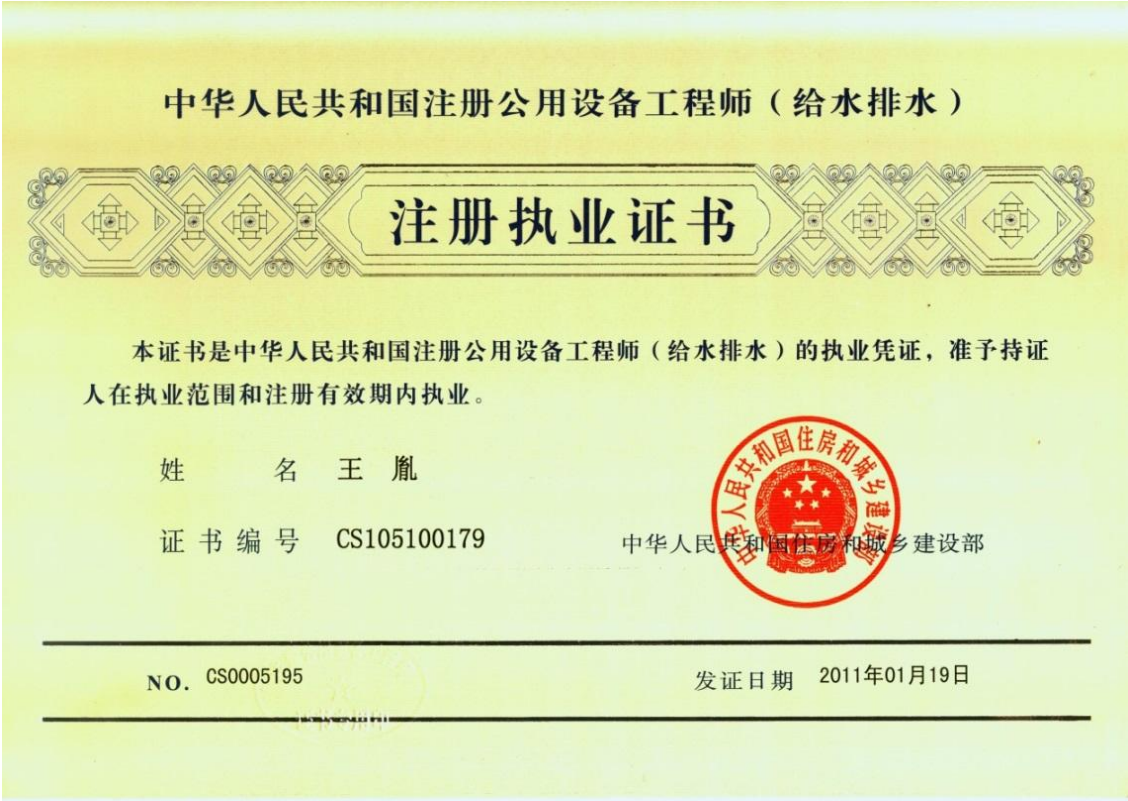 中华人民共和国注册公用设备工程师（给水排水）
注册执业证书
本证书是中华人民共和国注册公用设备工程师（给水排水）的执业凭证，准予持证
人在执业范围和注册有效期内执业。
姓 名 王 胤
中华人民共和国住房和城乡建设部
证书编号 CS105100179
中华人民共和国住房和城乡建设部
NO. CS0005195
发证日期 2011年01月19日